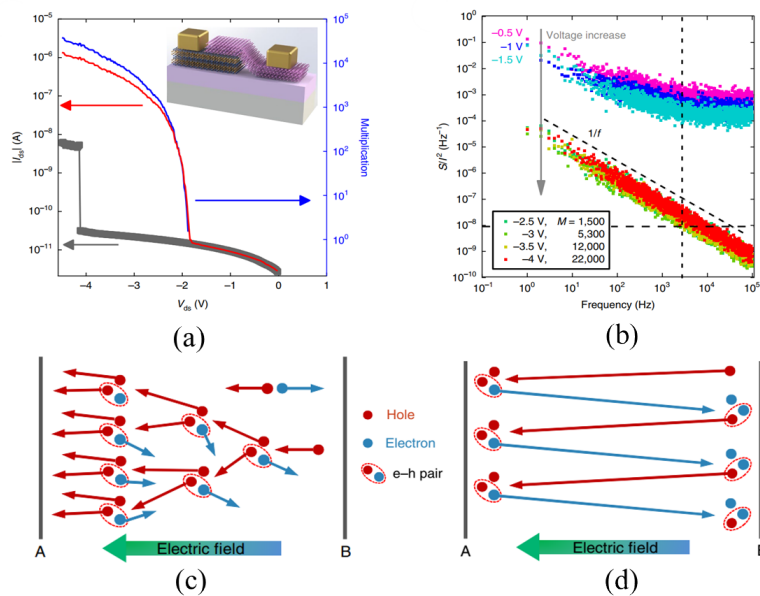 (a)
10⁻⁵
10⁻⁶
10⁻⁷
10⁻⁸
10⁻⁹
10⁻¹⁰
10⁻¹¹
|I_ds| (A)
10⁵
10⁴
10³
10²
10¹
10⁰
Multiplication
−4 −3 −2 −1 0
V_ds (V)
(b)
10¹
10⁰
10⁻¹
10⁻²
10⁻³
10⁻⁴
10⁻⁵
10⁻⁶
10⁻⁷
10⁻⁸
10⁻⁹
10⁻¹⁰
S/I² (Hz⁻¹)
−0.5 V
−1 V
−1.5 V
Voltage increase
1/f
−2.5 V, M = 1,500
−3 V, 5,300
−3.5 V, 12,000
−4 V, 22,000
10⁻¹ 10⁰ 10¹ 10² 10³ 10⁴ 10⁵
Frequency (Hz)
Hole
Electron
e–h pair
Electric field
A B
(c)
Electric field
A
(d)